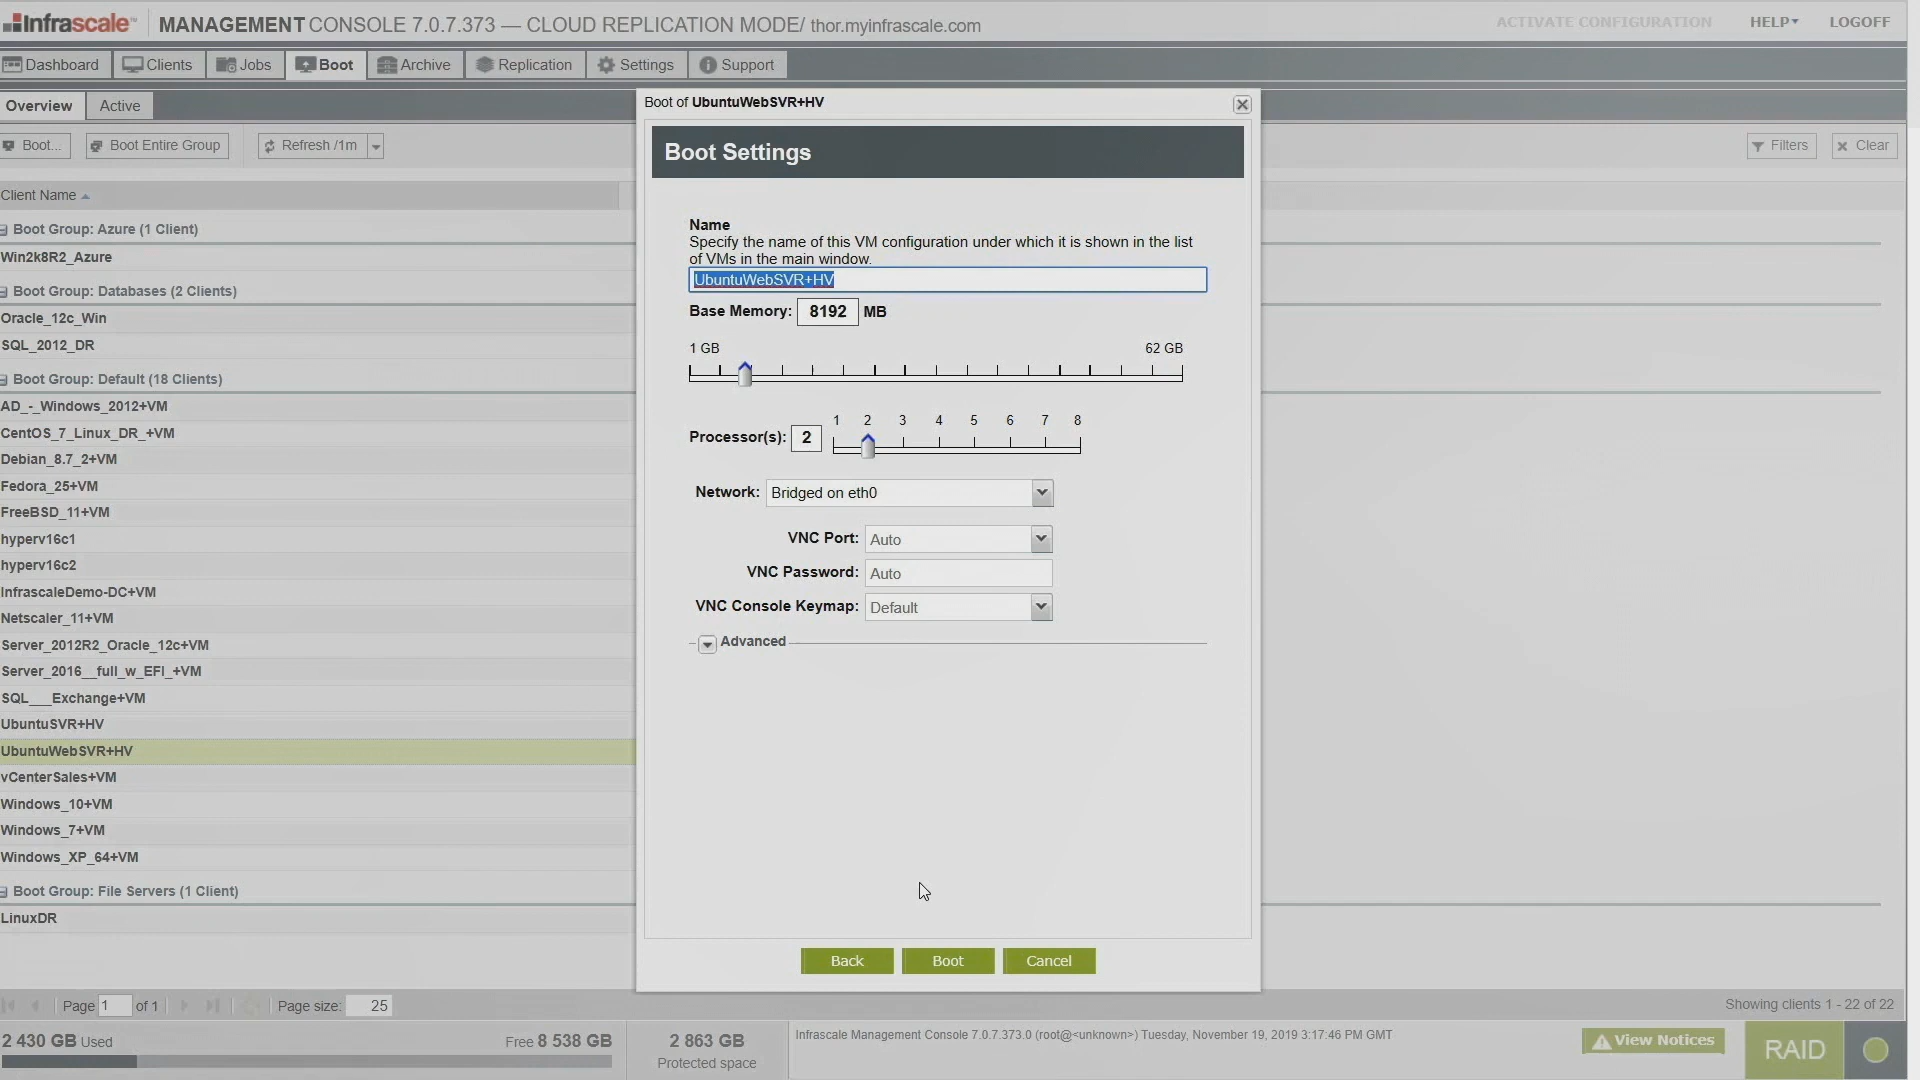 Infrascale
MANAGEMENT CONSOLE 7.0.7.373 — CLOUD REPLICATION MODE/ thor.myinfrascale.com
ACTIVATE CONFIGURATION
HELP
LOGOFF
Dashboard
Clients
Jobs
Boot
Archive
Replication
Settings
Support
Overview
Active
Boot...
Boot Entire Group
Refresh /1m
Filters
Clear
Client Name
Boot Group: Azure (1 Client)
Win2k8R2_Azure
Boot Group: Databases (2 Clients)
Oracle_12c_Win
SQL_2012_DR
Boot Group: Default (18 Clients)
AD_-_Windows_2012+VM
CentOS_7_Linux_DR_+VM
Debian_8.7_2+VM
Fedora_25+VM
FreeBSD_11+VM
hyperv16c1
hyperv16c2
InfrascaleDemo-DC+VM
Netscaler_11+VM
Server_2012R2_Oracle_12c+VM
Server_2016__full_w_EFI_+VM
SQL___Exchange+VM
UbuntuSVR+HV
UbuntuWebSVR+HV
vCenterSales+VM
Windows_10+VM
Windows_7+VM
Windows_XP_64+VM
Boot Group: File Servers (1 Client)
LinuxDR
Boot of UbuntuWebSVR+HV
Boot Settings
Name
Specify the name of this VM configuration under which it is shown in the list
of VMs in the main window.
UbuntuWebSVR+HV
Base Memory: 8192 MB
1 GB 62 GB
1 2 3 4 5 6 7 8
Processor(s): 2
Network: Bridged on eth0
VNC Port: Auto
VNC Password: Auto
VNC Console Keymap: Default
Advanced
Back
Boot
Cancel
Page 1 of 1
Page size: 25
Showing clients 1 - 22 of 22
2 430 GB Used
Free 8 538 GB
2 863 GB
Protected space
Infrascale Management Console 7.0.7.373.0 (root@<unknown>) Tuesday, November 19, 2019 3:17:46 PM GMT
View Notices
RAID